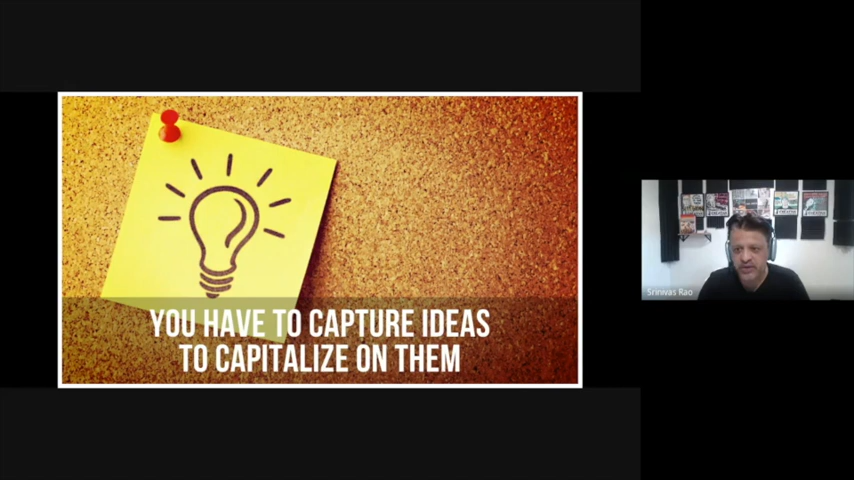 YOU HAVE TO CAPTURE IDEAS
TO CAPITALIZE ON THEM
Srinivas Rao